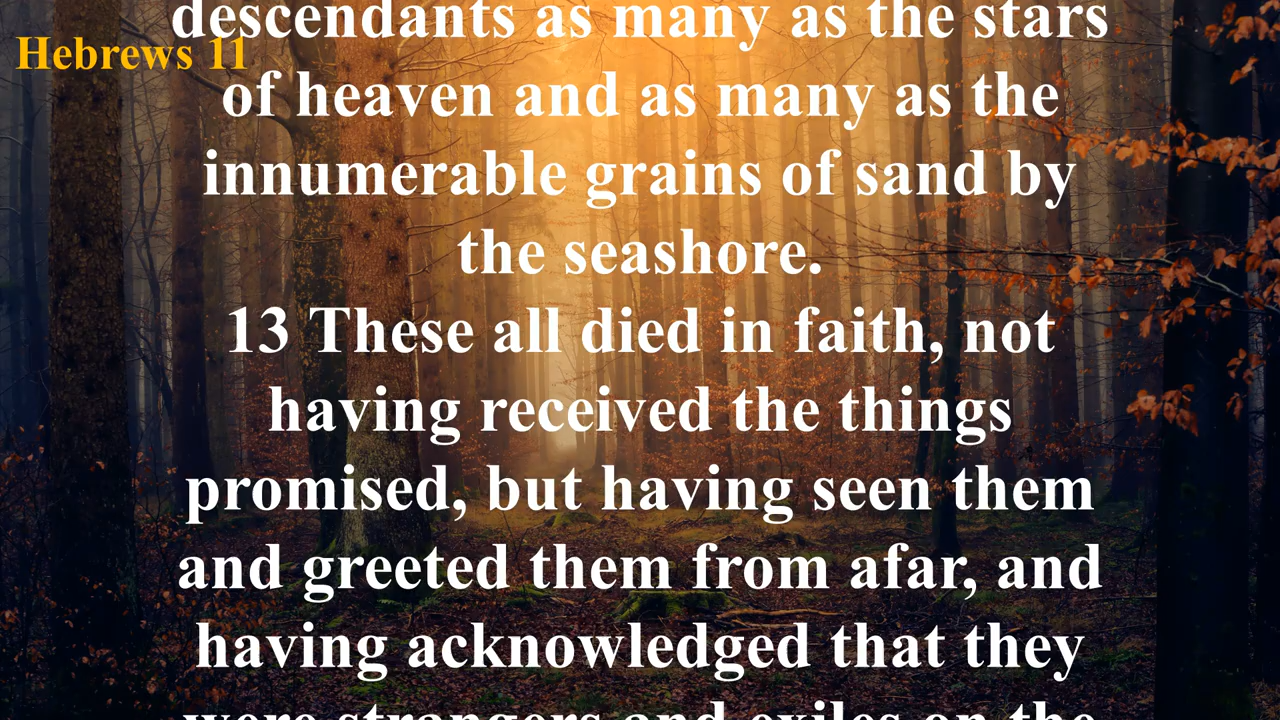 Hebrews 11
descendants as many as the stars
of heaven and as many as the
innumerable grains of sand by
the seashore.
13 These all died in faith, not
having received the things
promised, but having seen them
and greeted them from afar, and
having acknowledged that they
were strangers and exiles on the